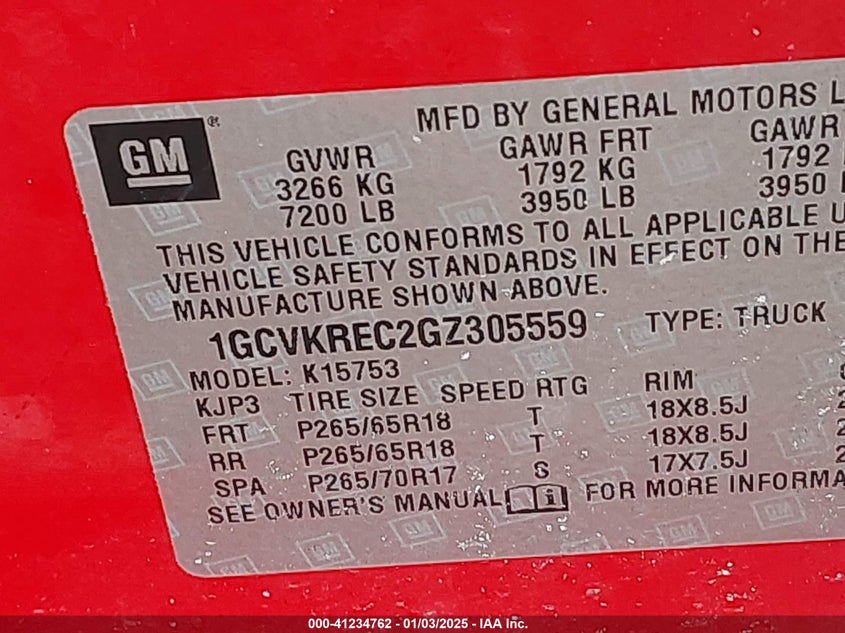 GM®
MFD BY GENERAL MOTORS L
GVWR GAWR FRT GAWR
3266 KG 1792 KG 1792
7200 LB 3950 LB 3950
THIS VEHICLE CONFORMS TO ALL APPLICABLE U
VEHICLE SAFETY STANDARDS IN EFFECT ON THE
MANUFACTURE SHOWN ABOVE.
1GCVKREC2GZ305559 TYPE: TRUCK
MODEL: K15753
KJP3 TIRE SIZE SPEED RTG RIM
FRT P265/65R18 T 18X8.5J 2
RR P265/65R18 T 18X8.5J 2
SPA P265/70R17 S 17X7.5J 2
SEE OWNER'S MANUAL i FOR MORE INFORMA
000-41234762 - 01/03/2025 - IAA Inc.